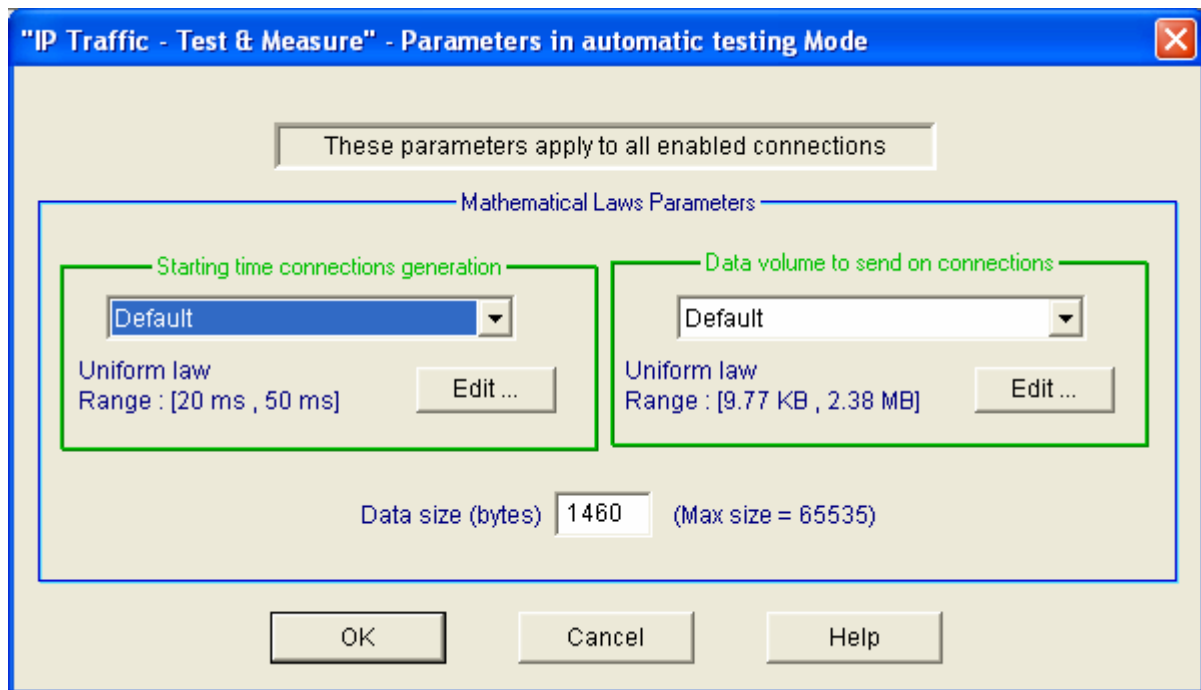 "IP Traffic - Test & Measure" - Parameters in automatic testing Mode
These parameters apply to all enabled connections
Mathematical Laws Parameters
Starting time connections generation
Default
Uniform law
Range : [20 ms , 50 ms]
Edit ...
Data volume to send on connections
Default
Uniform law
Range : [9.77 KB , 2.38 MB]
Edit ...
Data size (bytes) 1460 (Max size = 65535)
OK Cancel Help